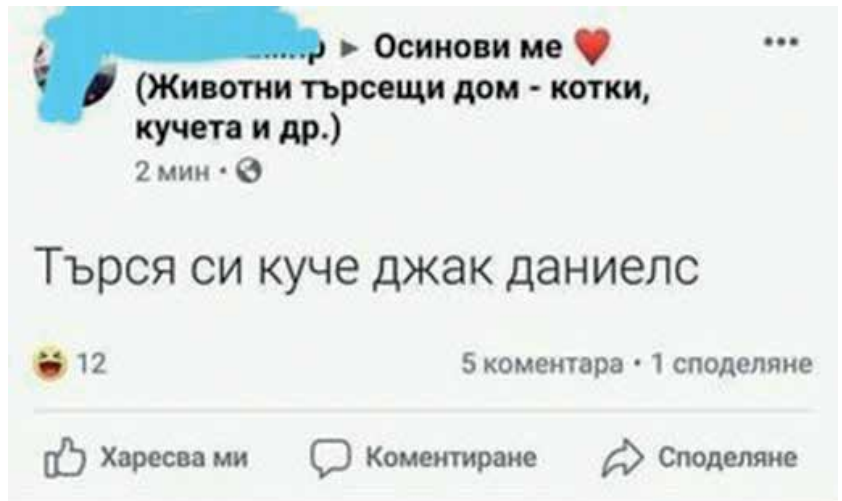 ▶ Осинови ме ❤️
(Животни търсещи дом - котки,
кучета и др.)
2 мин ·
Търся си куче джак даниелс
12
5 коментара · 1 споделяне
Харесва ми
Коментиране
Споделяне